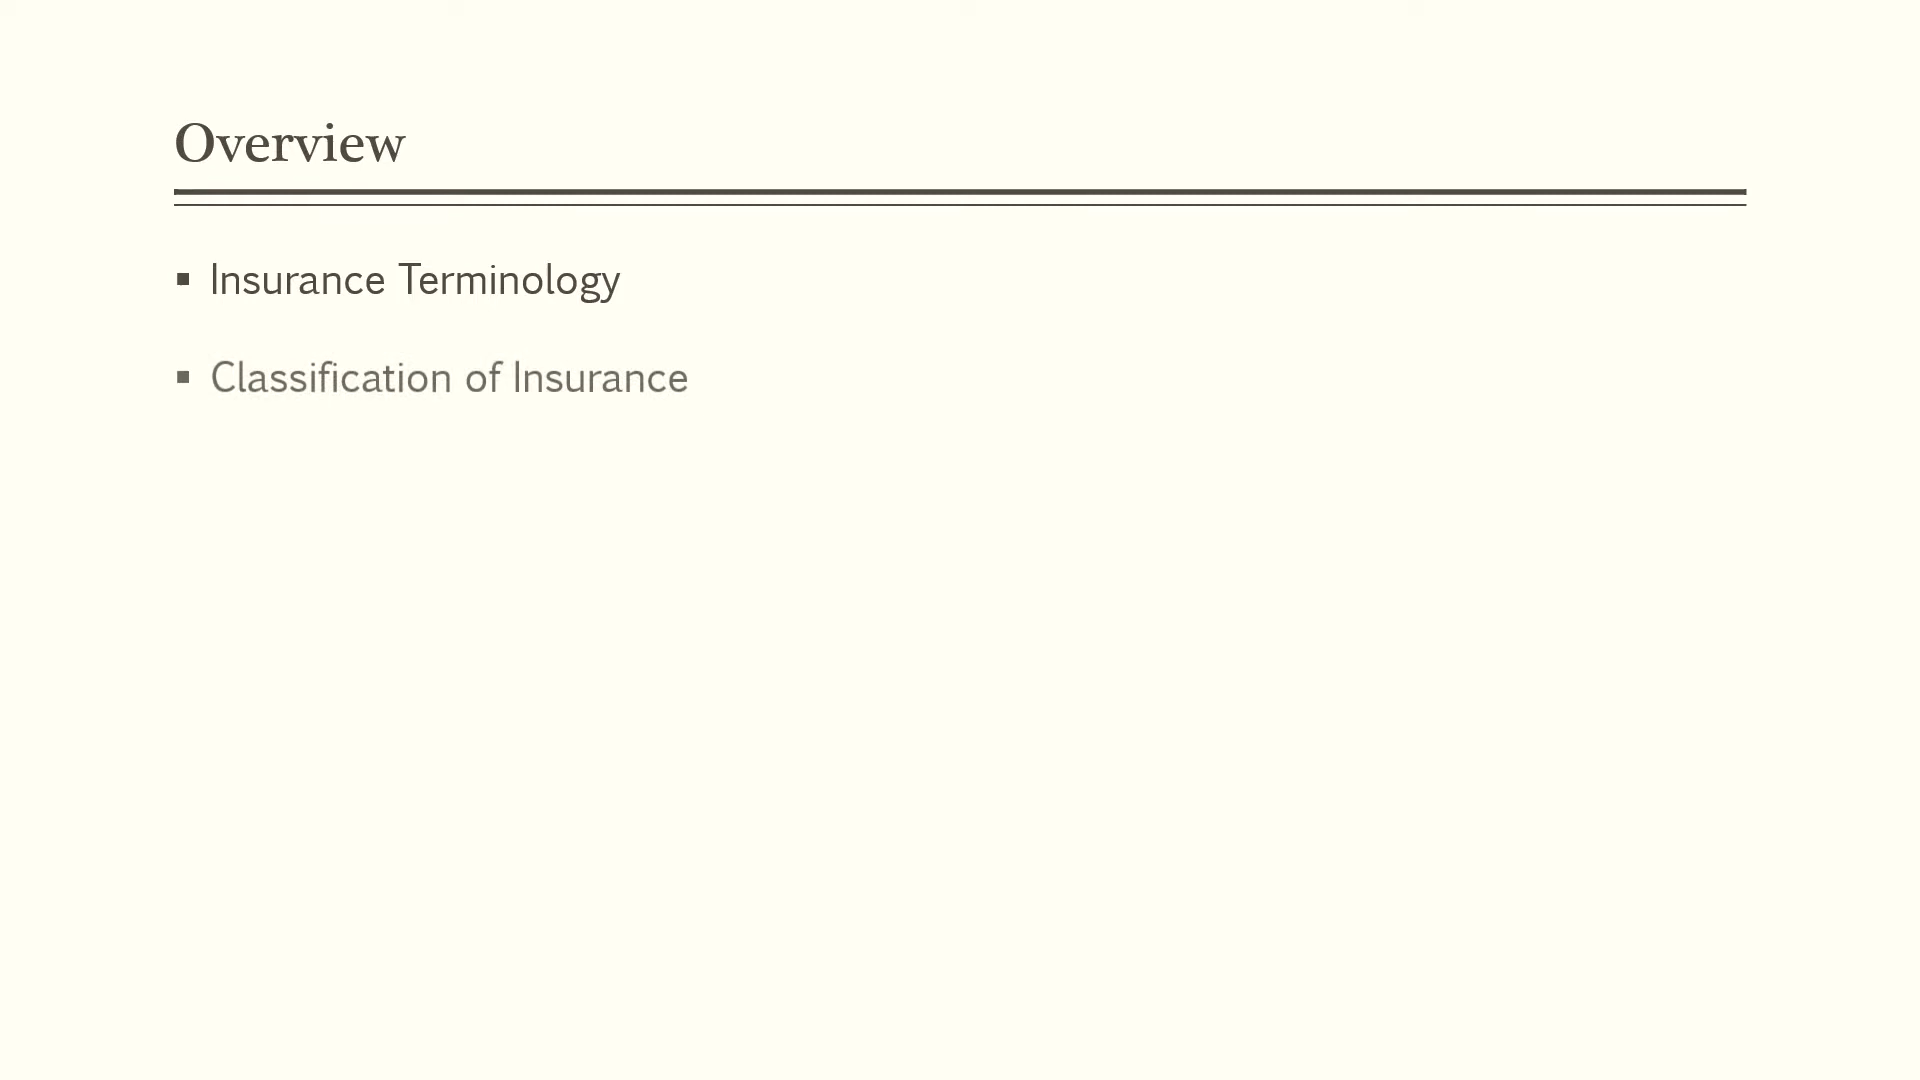 Overview
▪ Insurance Terminology
▪ Classification of Insurance